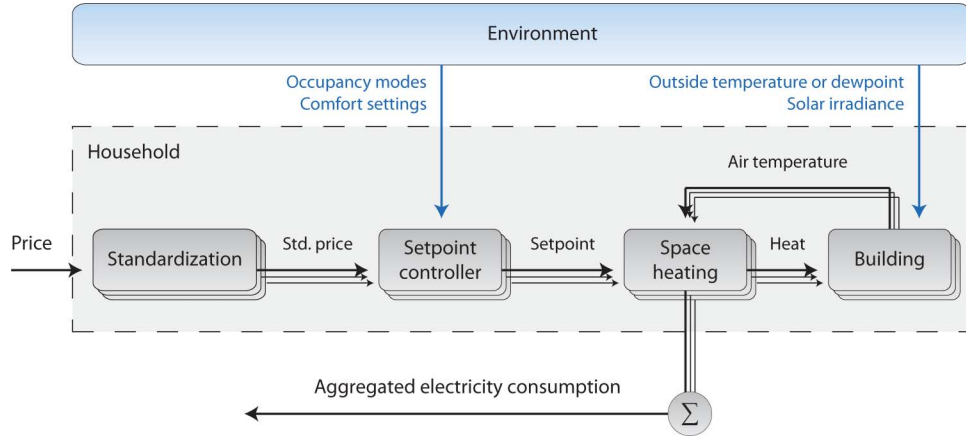 Environment
Occupancy modes
Comfort settings
Outside temperature or dewpoint
Solar irradiance
Household
Air temperature
Price
Standardization
Std. price
Setpoint
controller
Setpoint
Space
heating
Heat
Building
Aggregated electricity consumption
Σ